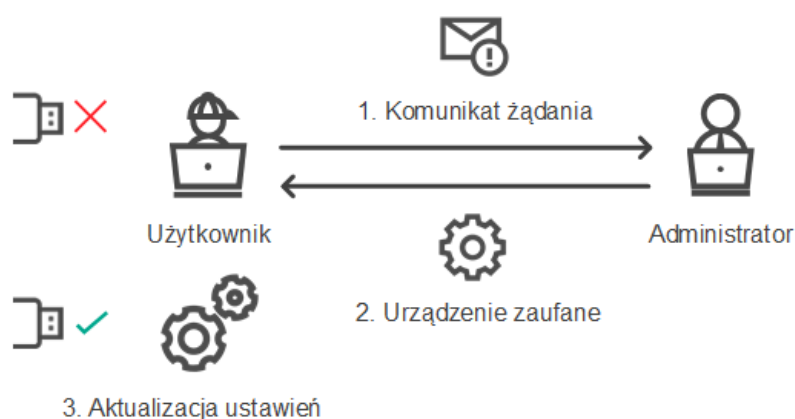 1. Komunikat żądania
Użytkownik
Administrator
2. Urządzenie zaufane
3. Aktualizacja ustawień